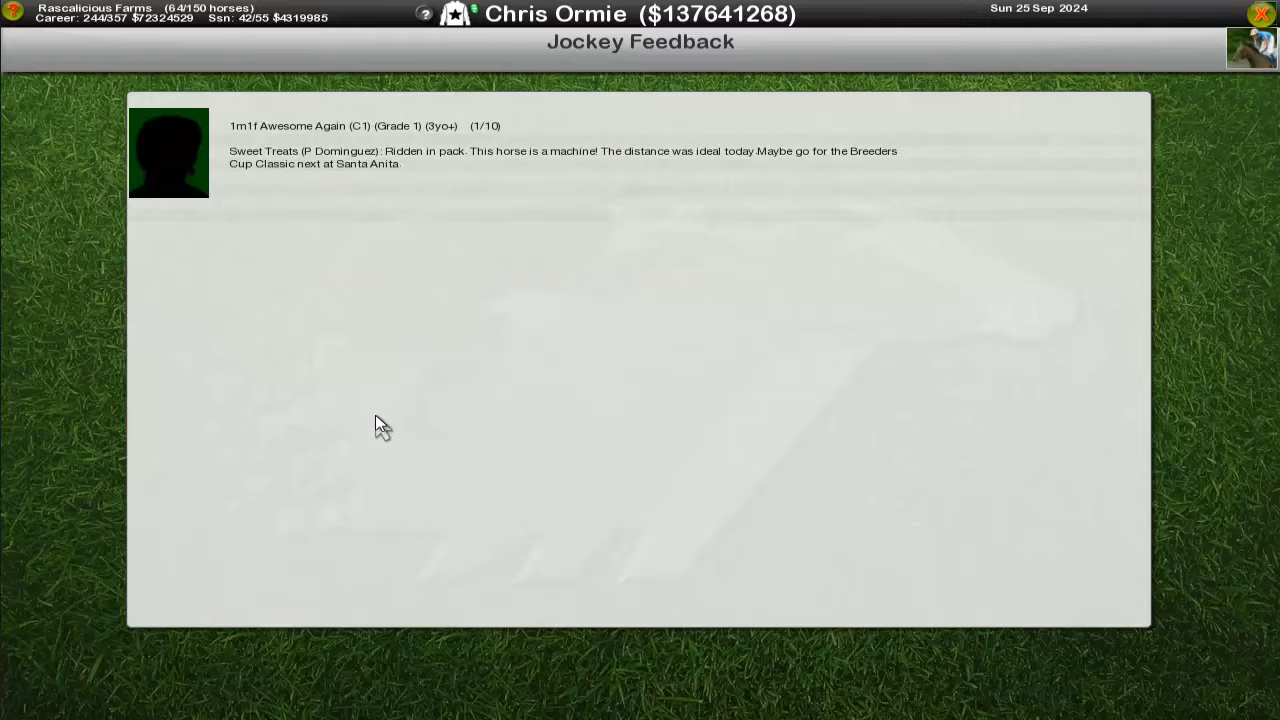 Rascalicious Farms (64/150 horses)
Career: 244/357 $72324529 Ssn: 42/55 $4319985
? Chris Ormie ($137641268)
Sun 25 Sep 2024
Jockey Feedback
1m1f Awesome Again (C1) (Grade 1) (3yo+) (1/10)
Sweet Treats (P Dominguez): Ridden in pack. This horse is a machine! The distance was ideal today.Maybe go for the Breeders
Cup Classic next at Santa Anita.